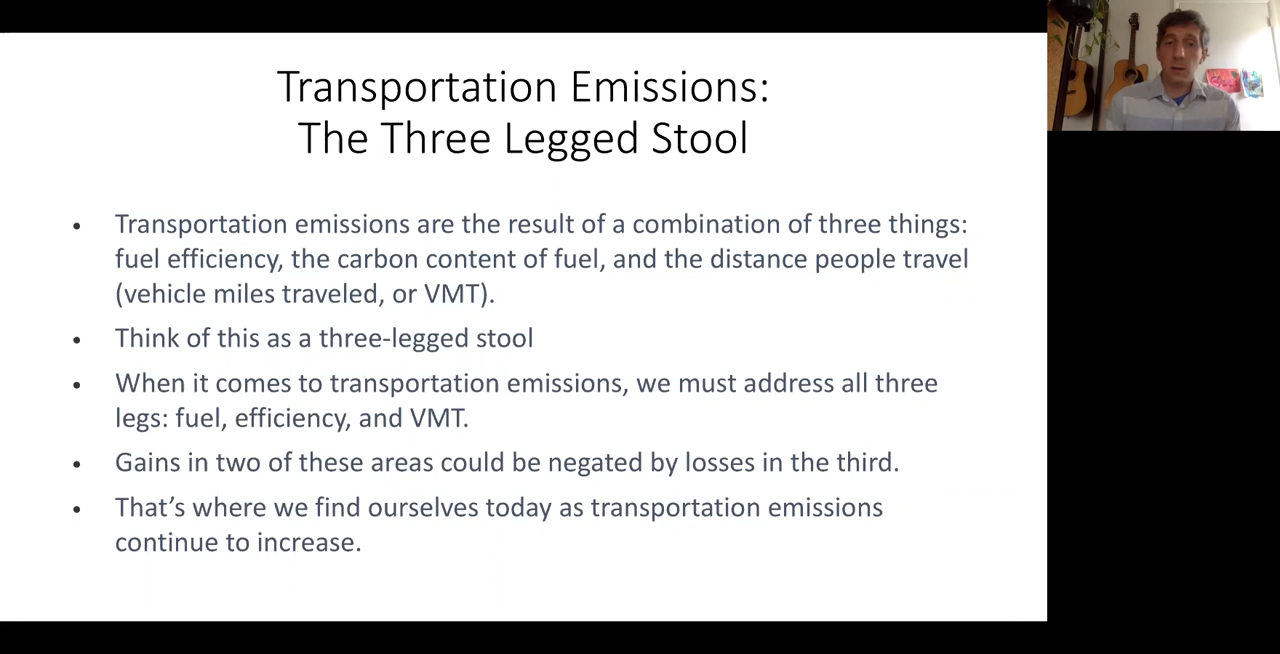 Transportation Emissions:
The Three Legged Stool
• Transportation emissions are the result of a combination of three things:
fuel efficiency, the carbon content of fuel, and the distance people travel
(vehicle miles traveled, or VMT).
• Think of this as a three-legged stool
• When it comes to transportation emissions, we must address all three
legs: fuel, efficiency, and VMT.
• Gains in two of these areas could be negated by losses in the third.
• That’s where we find ourselves today as transportation emissions
continue to increase.